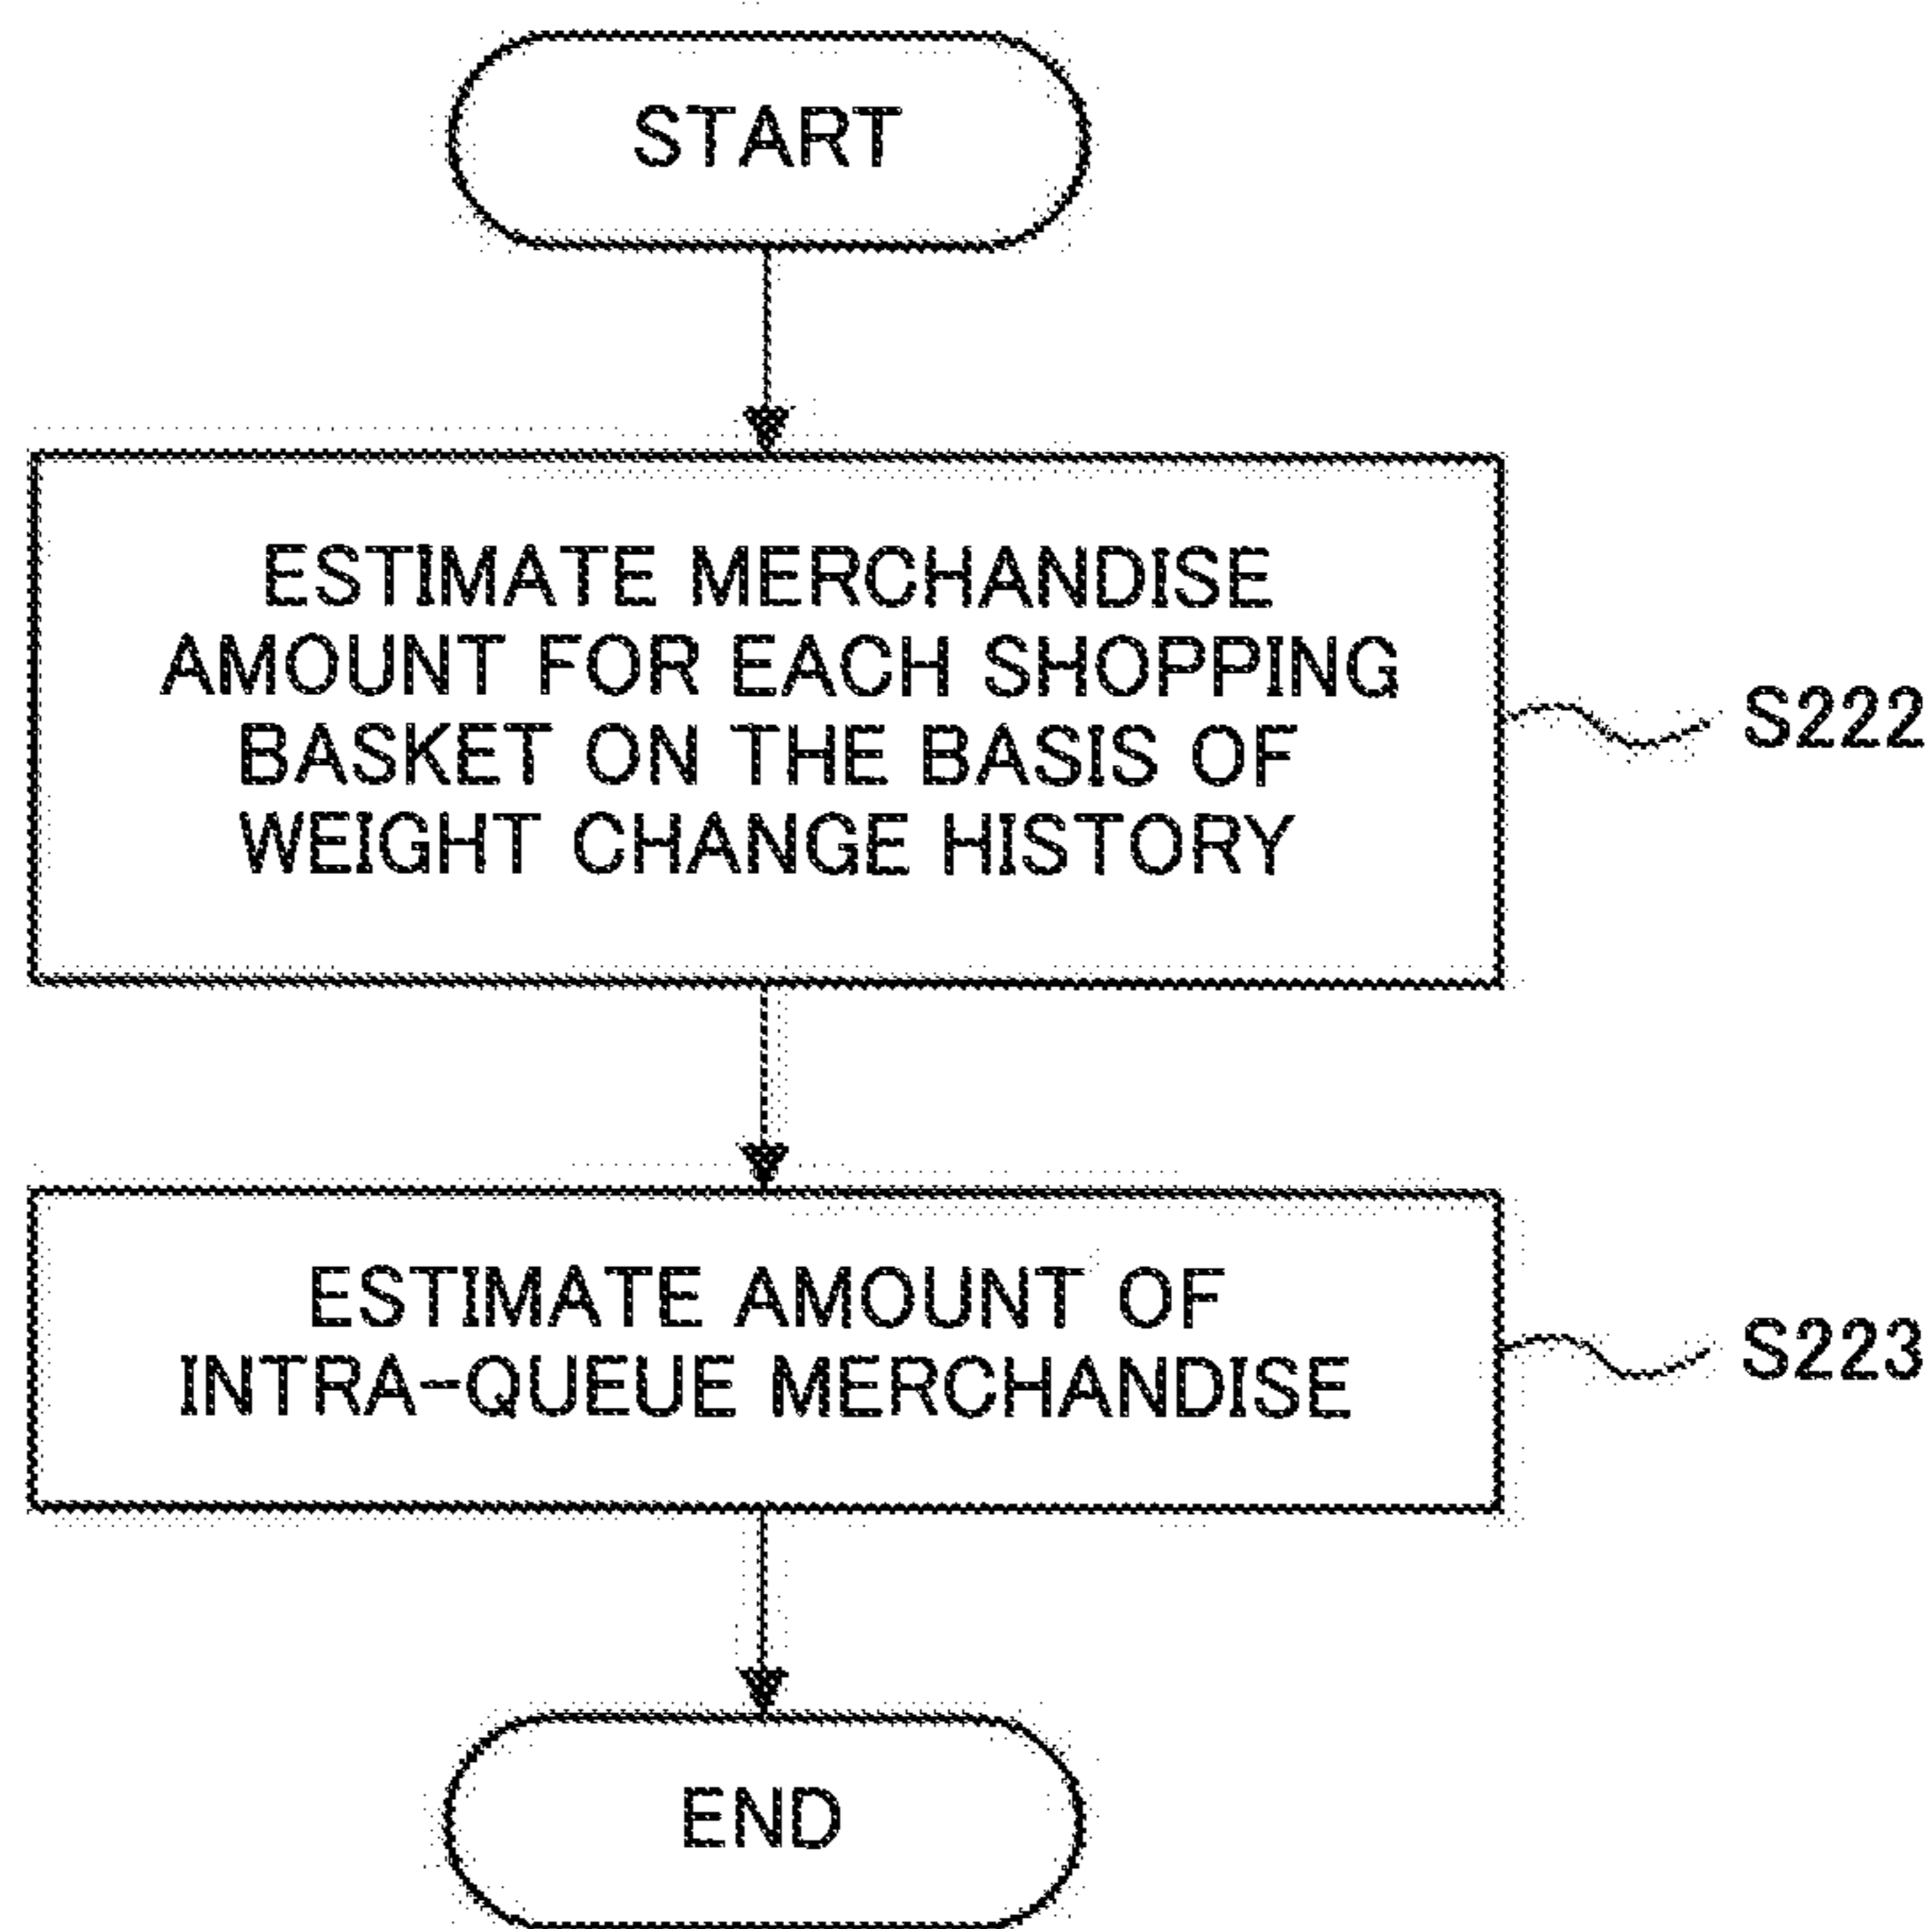 START
ESTIMATE MERCHANDISE
AMOUNT FOR EACH SHOPPING
BASKET ON THE BASIS OF
WEIGHT CHANGE HISTORY
S222
ESTIMATE AMOUNT OF
INTRA-QUEUE MERCHANDISE
S223
END